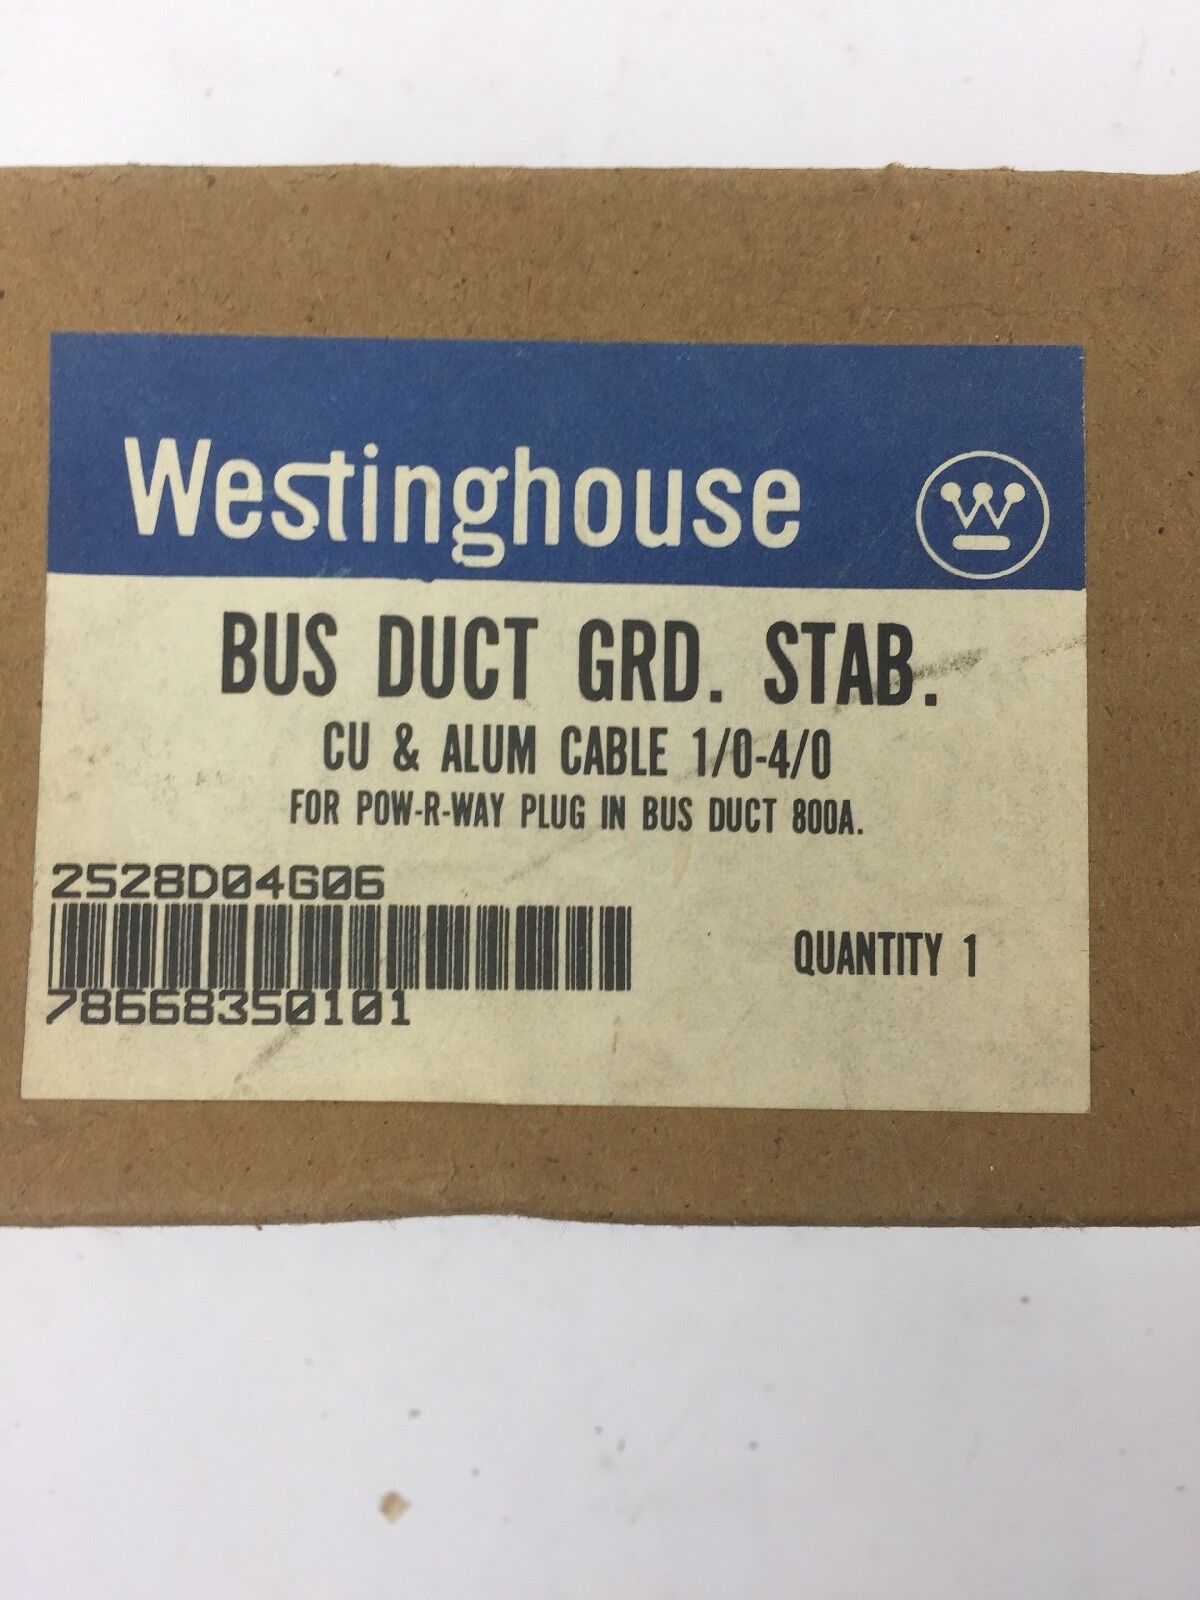 Westinghouse W
BUS DUCT GRD. STAB.
CU & ALUM CABLE 1/0-4/0
FOR POW-R-WAY PLUG IN BUS DUCT 800A.
2528D04G06
QUANTITY 1
78668350101